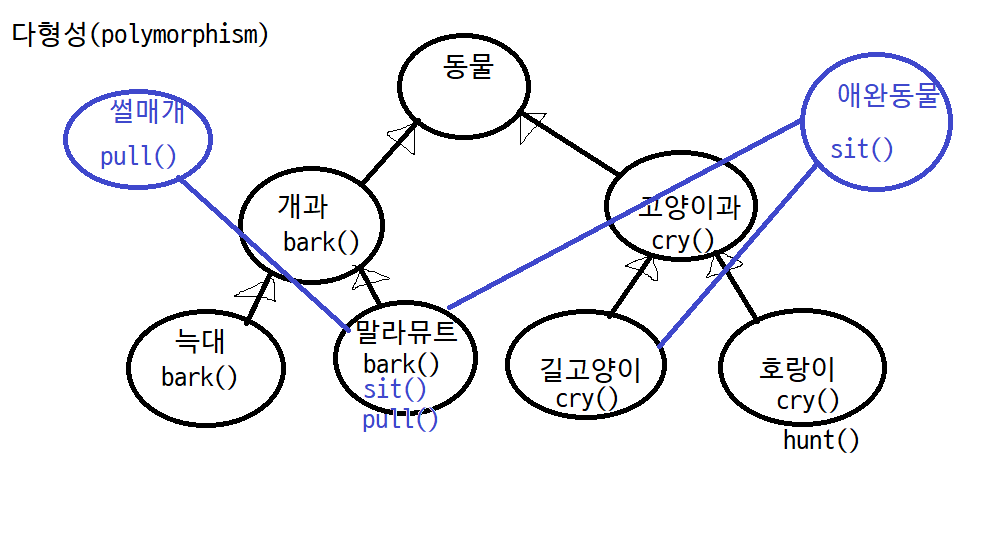 다형성(polymorphism)
동물
썰매개
pull()
애완동물
sit()
개과
bark()
고양이과
cry()
늑대
bark()
말라뮤트
bark()
sit()
pull()
길고양이
cry()
호랑이
cry()
hunt()